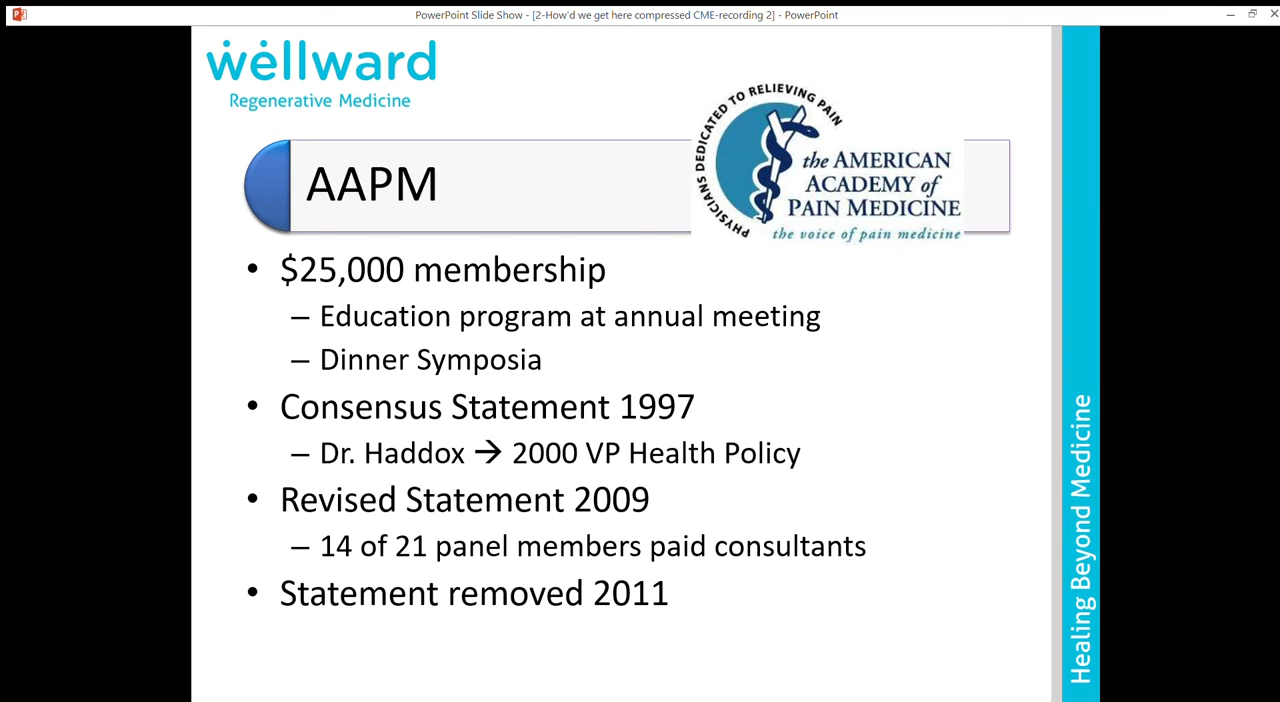 PowerPoint Slide Show - [2-How'd we get here compressed CME-recording 2] - PowerPoint
wellward
Regenerative Medicine
AAPM
PHYSICIANS DEDICATED TO RELIEVING PAIN
the AMERICAN
ACADEMY of
PAIN MEDICINE
the voice of pain medicine
• $25,000 membership
– Education program at annual meeting
– Dinner Symposia
• Consensus Statement 1997
– Dr. Haddox → 2000 VP Health Policy
• Revised Statement 2009
– 14 of 21 panel members paid consultants
• Statement removed 2011
Healing Beyond Medicine